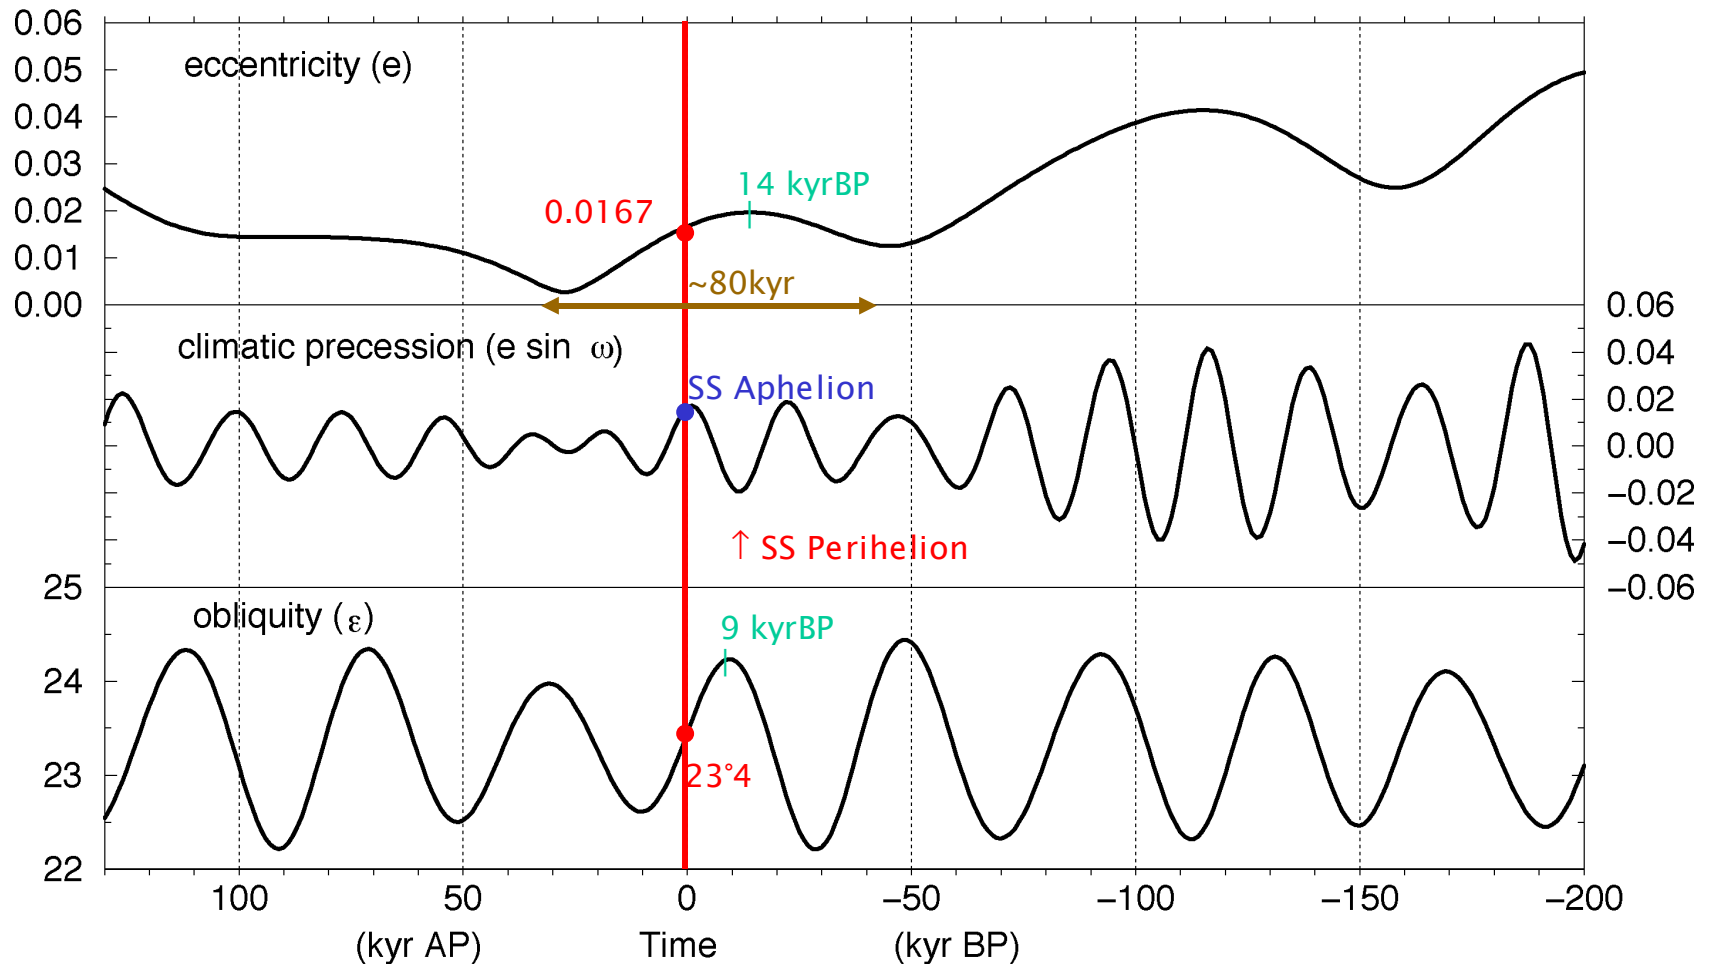 0.06
0.05
0.04
0.03
0.02
0.01
0.00
eccentricity (e)
0.0167
14 kyrBP
~80kyr
climatic precession (e sin ω)
SS Aphelion
↑ SS Perihelion
0.06
0.04
0.02
0.00
−0.02
−0.04
−0.06
25
24
23
22
obliquity (ε)
9 kyrBP
23°4
100 50 0 −50 −100 −150 −200
(kyr AP) Time (kyr BP)